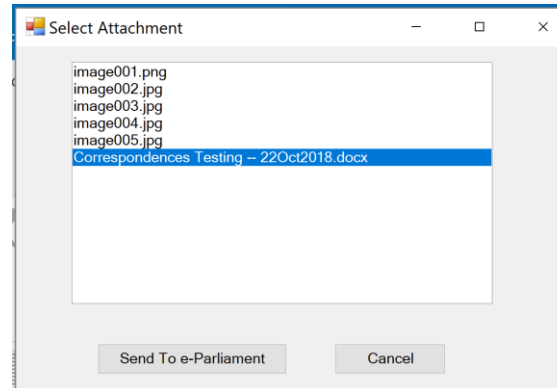 Select Attachment
image001.png
image002.jpg
image003.jpg
image004.jpg
image005.jpg
Correspondences Testing -- 22Oct2018.docx
Send To e-Parliament
Cancel